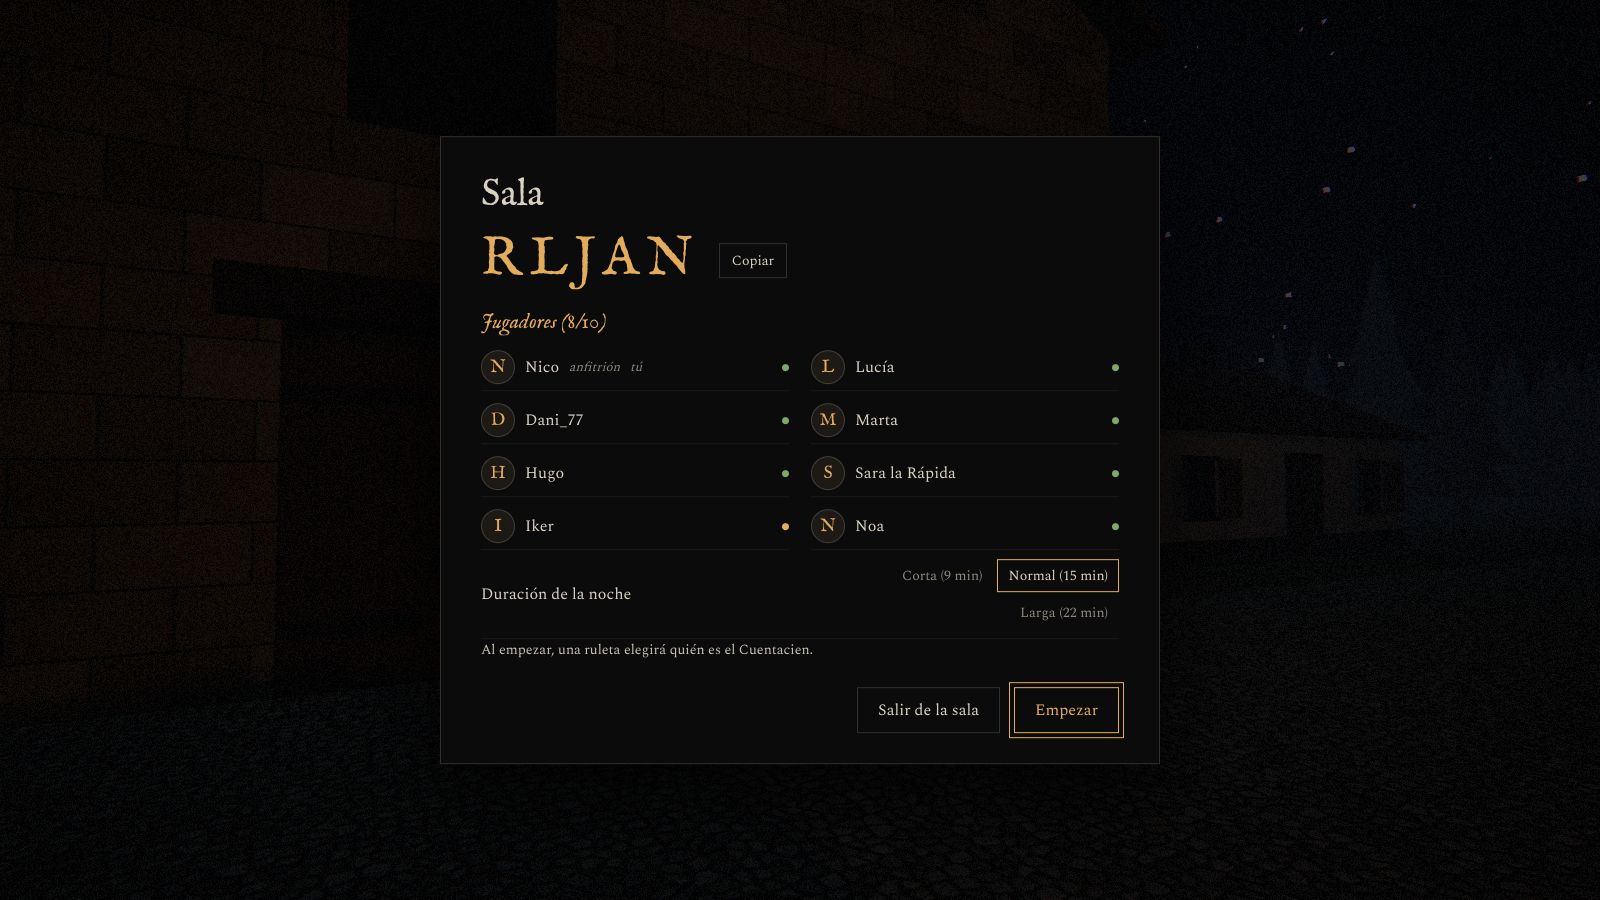 Sala
RLJAN
Copiar
Jugadores (8/10)
N Nico anfitrión tú
L Lucía
D Dani_77
M Marta
H Hugo
S Sara la Rápida
I Iker
N Noa
Duración de la noche
Corta (9 min) Normal (15 min)
Larga (22 min)
Al empezar, una ruleta elegirá quién es el Cuentacien.
Salir de la sala Empezar